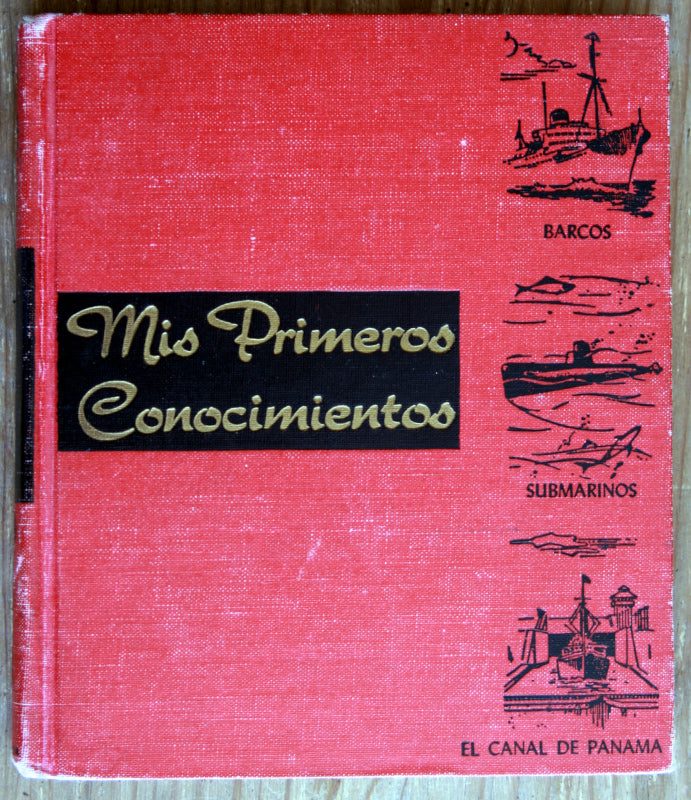 Mis Primeros
Conocimientos
BARCOS
SUBMARINOS
EL CANAL DE PANAMA